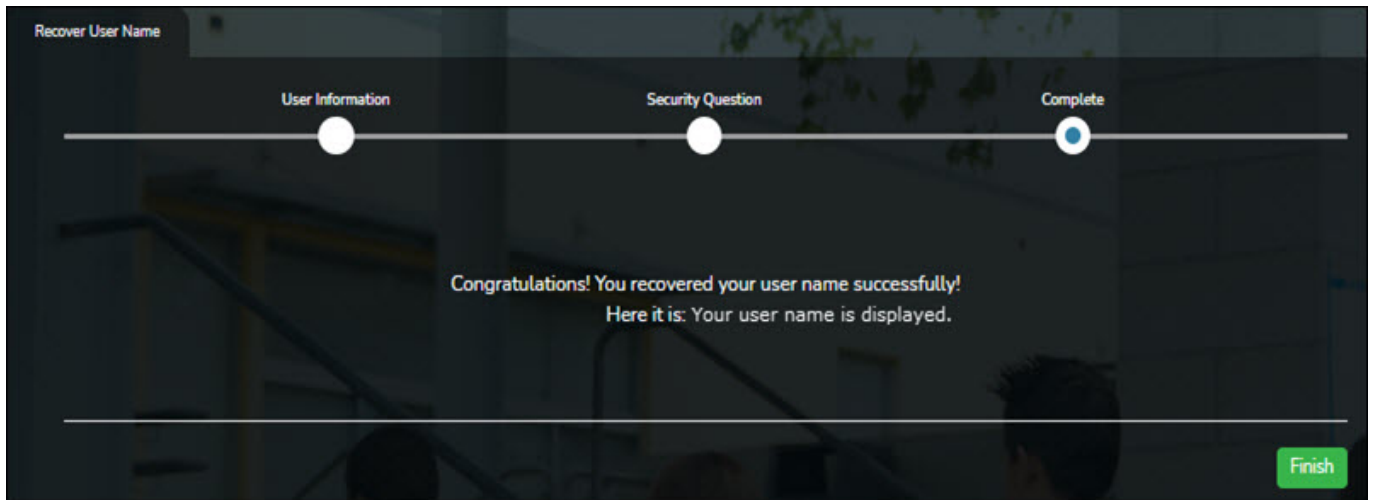 Recover User Name
User Information
Security Question
Complete
Congratulations! You recovered your user name successfully!
Here it is: Your user name is displayed.
Finish